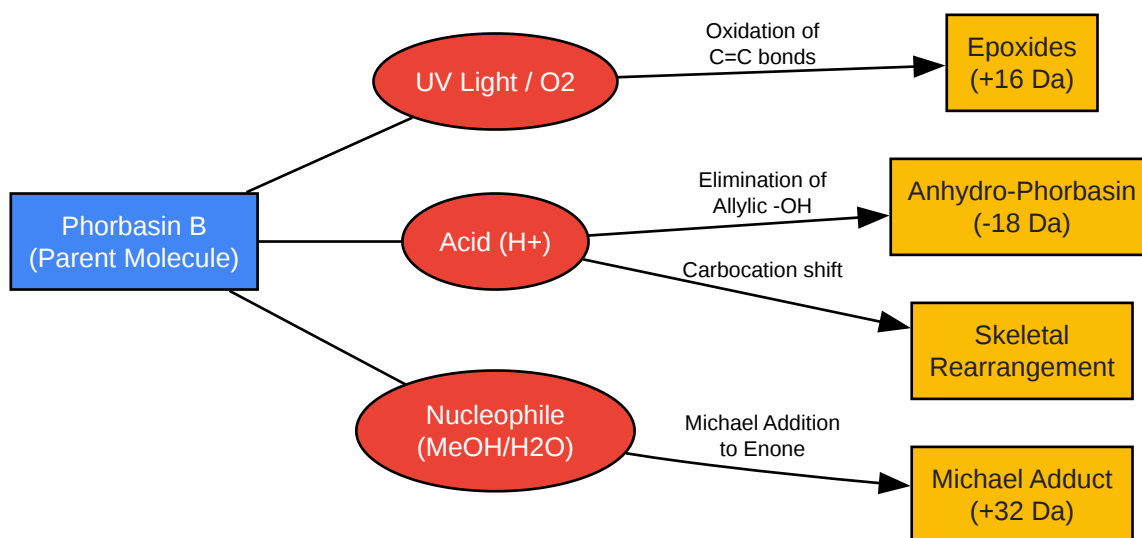 Phorbasin B
(Parent Molecule)
UV Light / O2
Oxidation of
C=C bonds
Epoxides
(+16 Da)
Acid (H+)
Elimination of
Allylic -OH
Anhydro-Phorbasin
(-18 Da)
Carbocation shift
Skeletal
Rearrangement
Nucleophile
(MeOH/H2O)
Michael Addition
to Enone
Michael Adduct
(+32 Da)